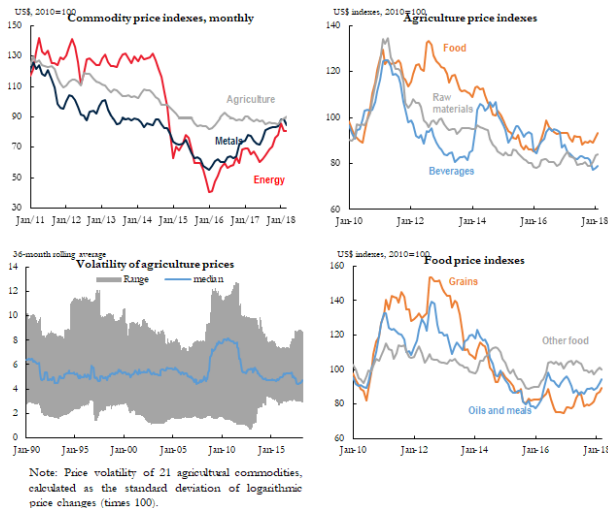 US$, 2010=100
Commodity price indexes, monthly
150
130
110
90
70
50
30
Agriculture
Metals
Energy
Jan/11 Jan/12 Jan/13 Jan/14 Jan/15 Jan/16 Jan/17 Jan/18
Agriculture price indexes
US$ indexes, 2010=100,
140
120
100
80
60
Food
Raw
materials
Beverages
Jan-10 Jan-12 Jan-14 Jan-16 Jan-18
36-month rolling average
Volatility of agriculture prices
Range median
14
12
10
8
6
4
2
0
Jan-90 Jan-95 Jan-00 Jan-05 Jan-10 Jan-15
Food price indexes
US$ indexes, 2010=100,
160
140
120
100
80
60
Grains
Other food
Oils and meals
Jan-10 Jan-12 Jan-14 Jan-16 Jan-18
Note: Price volatility of 21 agricultural commodities,
calculated as the standard deviation of logarithmic
price changes (times 100).